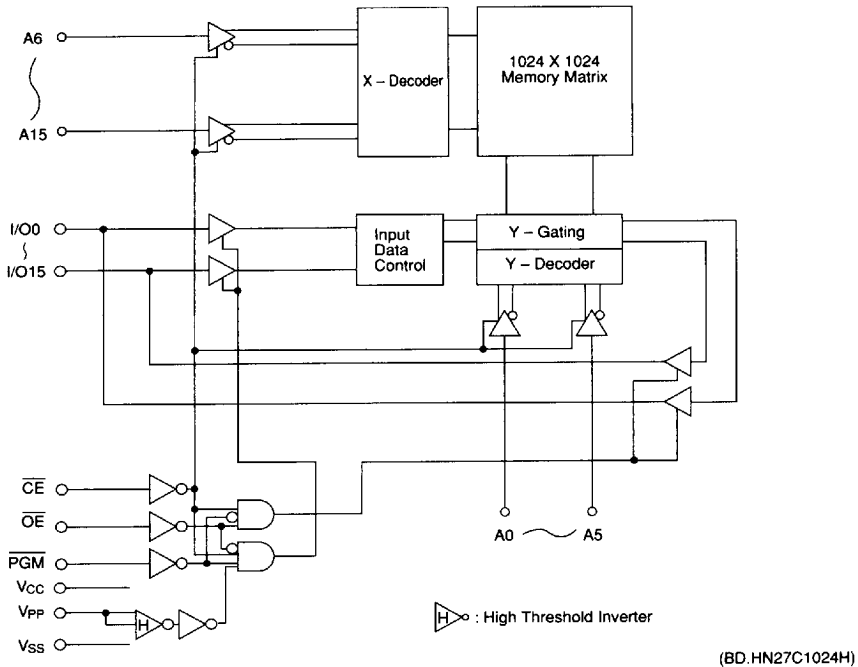 A6
A15
X – Decoder
1024 X 1024
Memory Matrix
I/O0
I/O15
Input
Data
Control
Y – Gating
Y – Decoder
A0
A5
CE
OE
PGM
VCC
VPP
VSS
H
H : High Threshold Inverter
(BD.HN27C1024H)